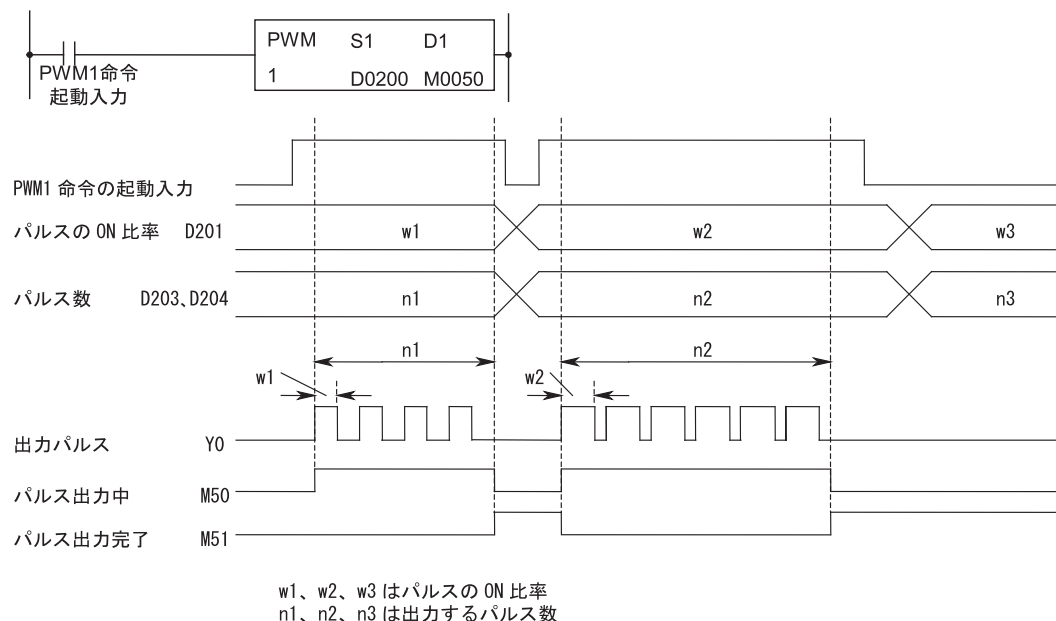 PWM S1 D1
1 D0200 M0050
PWM1命令
起動入力
PWM1 命令の起動入力
パルスの ON 比率 D201 w1 w2 w3
パルス数 D203、D204 n1 n2 n3
n1 n2
w1 w2
出力パルス Y0
パルス出力中 M50
パルス出力完了 M51
w1、w2、w3 はパルスの ON 比率
n1、n2、n3 は出力するパルス数